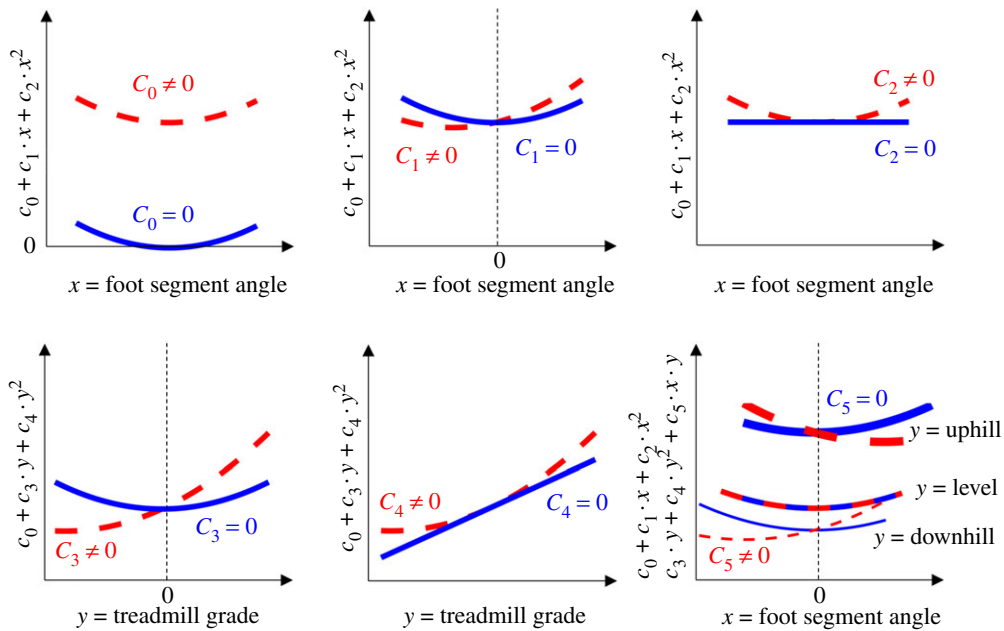 c₀ + c₁ · x + c₂ · x²
C₀ ≠ 0
C₀ = 0
0
x = foot segment angle
c₀ + c₁ · x + c₂ · x²
C₁ ≠ 0
C₁ = 0
0
x = foot segment angle
c₀ + c₁ · x + c₂ · x²
C₂ ≠ 0
C₂ = 0
x = foot segment angle
c₀ + c₃ · y + c₄ · y²
C₃ ≠ 0
C₃ = 0
0
y = treadmill grade
c₀ + c₃ · y + c₄ · y²
C₄ ≠ 0
C₄ = 0
y = treadmill grade
c₀ + c₁ · x + c₂ · x²
c₃ · y + c₄ · y² + c₅ · x · y
C₅ = 0
y = uphill
y = level
y = downhill
C₅ ≠ 0
0
x = foot segment angle